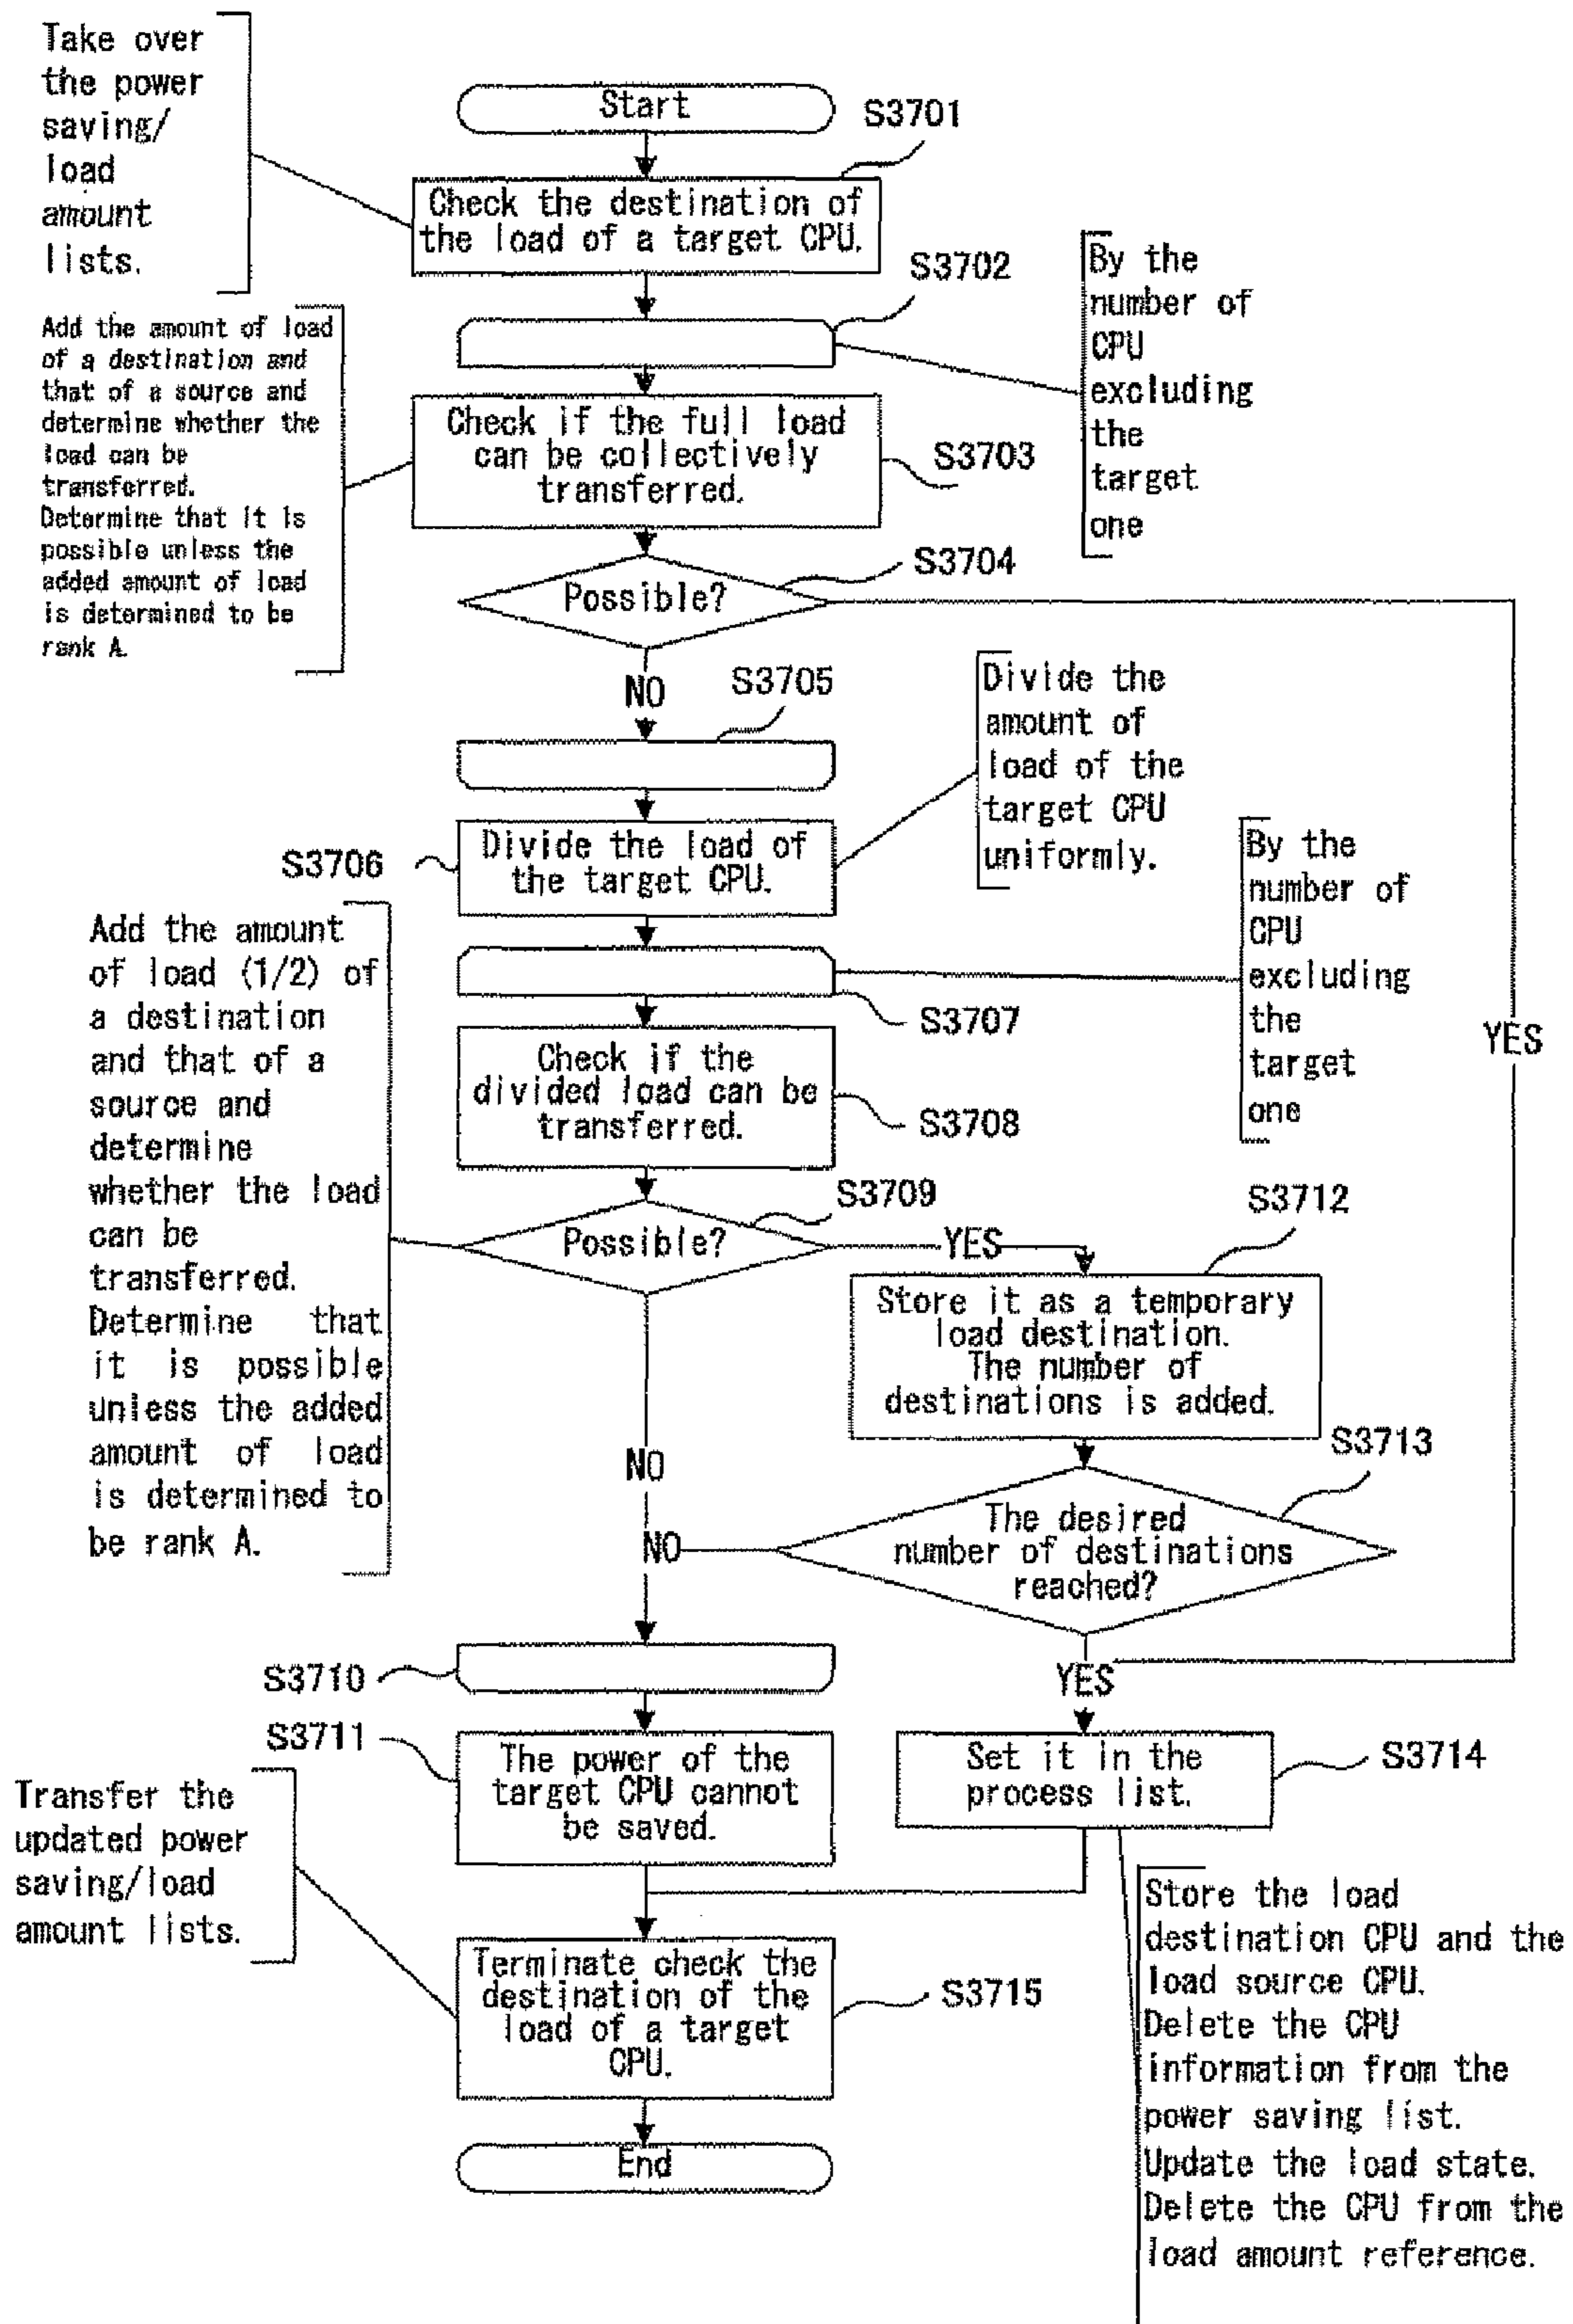 Take over
the power
saving/
load
amount
lists.
Start
S3701
Check the destination of
the load of a target CPU.
S3702
By the
number of
CPU
excluding
the
target
one
Add the amount of load
of a destination and
that of a source and
determine whether the
load can be
transferred.
Determine that it is
possible unless the
added amount of load
is determined to be
rank A.
Check if the full load
can be collectively
transferred.
S3703
S3704
Possible?
NO
S3705
Divide the
amount of
load of the
target CPU
uniformly.
S3706
Divide the load of
the target CPU.
By the
number of
CPU
excluding
the
target
one
YES
S3707
Add the amount
of load (1/2) of
a destination
and that of a
source and
determine
whether the load
can be
transferred.
Determine that
it is possible
unless the added
amount of load
is determined to
be rank A.
Check if the
divided load can be
transferred.
S3708
S3709
Possible?
YES
S3712
Store it as a temporary
load destination.
The number of
destinations is added.
NO
S3713
The desired
number of destinations
reached?
NO
YES
S3710
S3711
The power of the
target CPU cannot
be saved.
Set it in the
process list.
S3714
Transfer the
updated power
saving/load
amount lists.
Store the load
destination CPU and the
load source CPU.
Delete the CPU
information from the
power saving list.
Update the load state.
Delete the CPU from the
load amount reference.
Terminate check the
destination of the
load of a target
CPU.
S3715
End